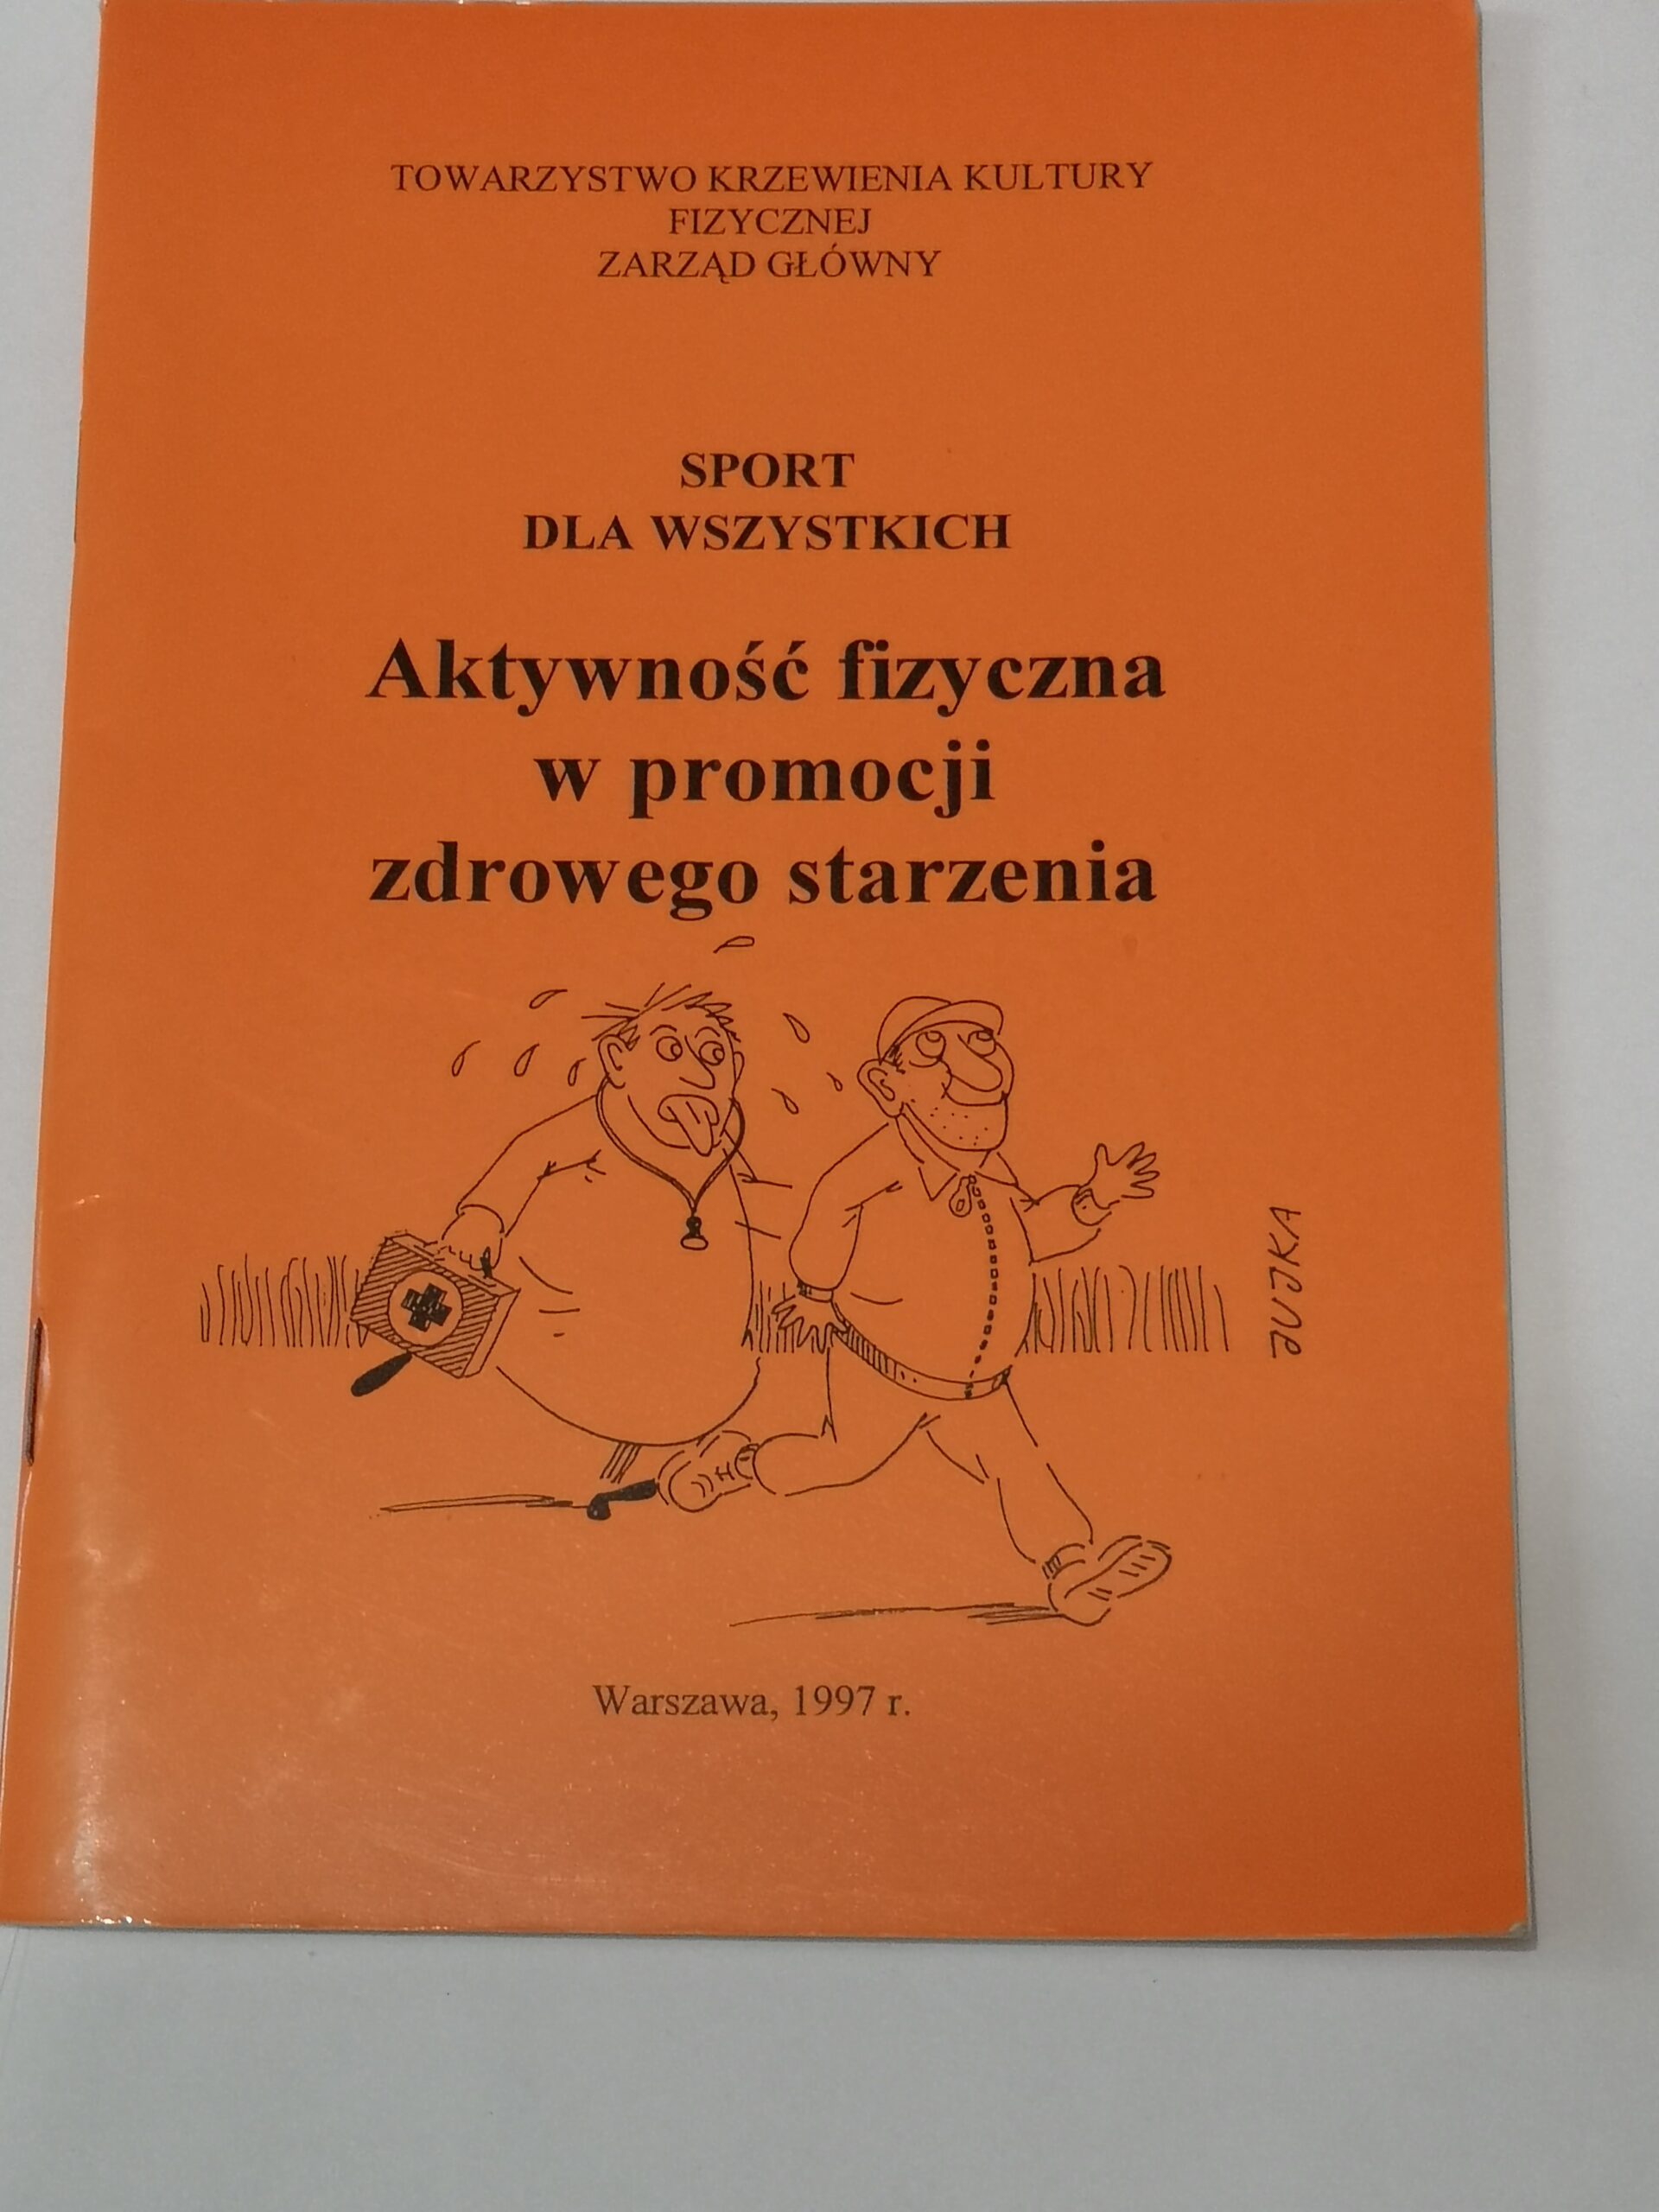 TOWARZYSTWO KRZEWIENIA KULTURY
FIZYCZNEJ
ZARZĄD GŁÓWNY
SPORT
DLA WSZYSTKICH
Aktywność fizyczna
w promocji
zdrowego starzenia
JUJKA
Warszawa, 1997 r.